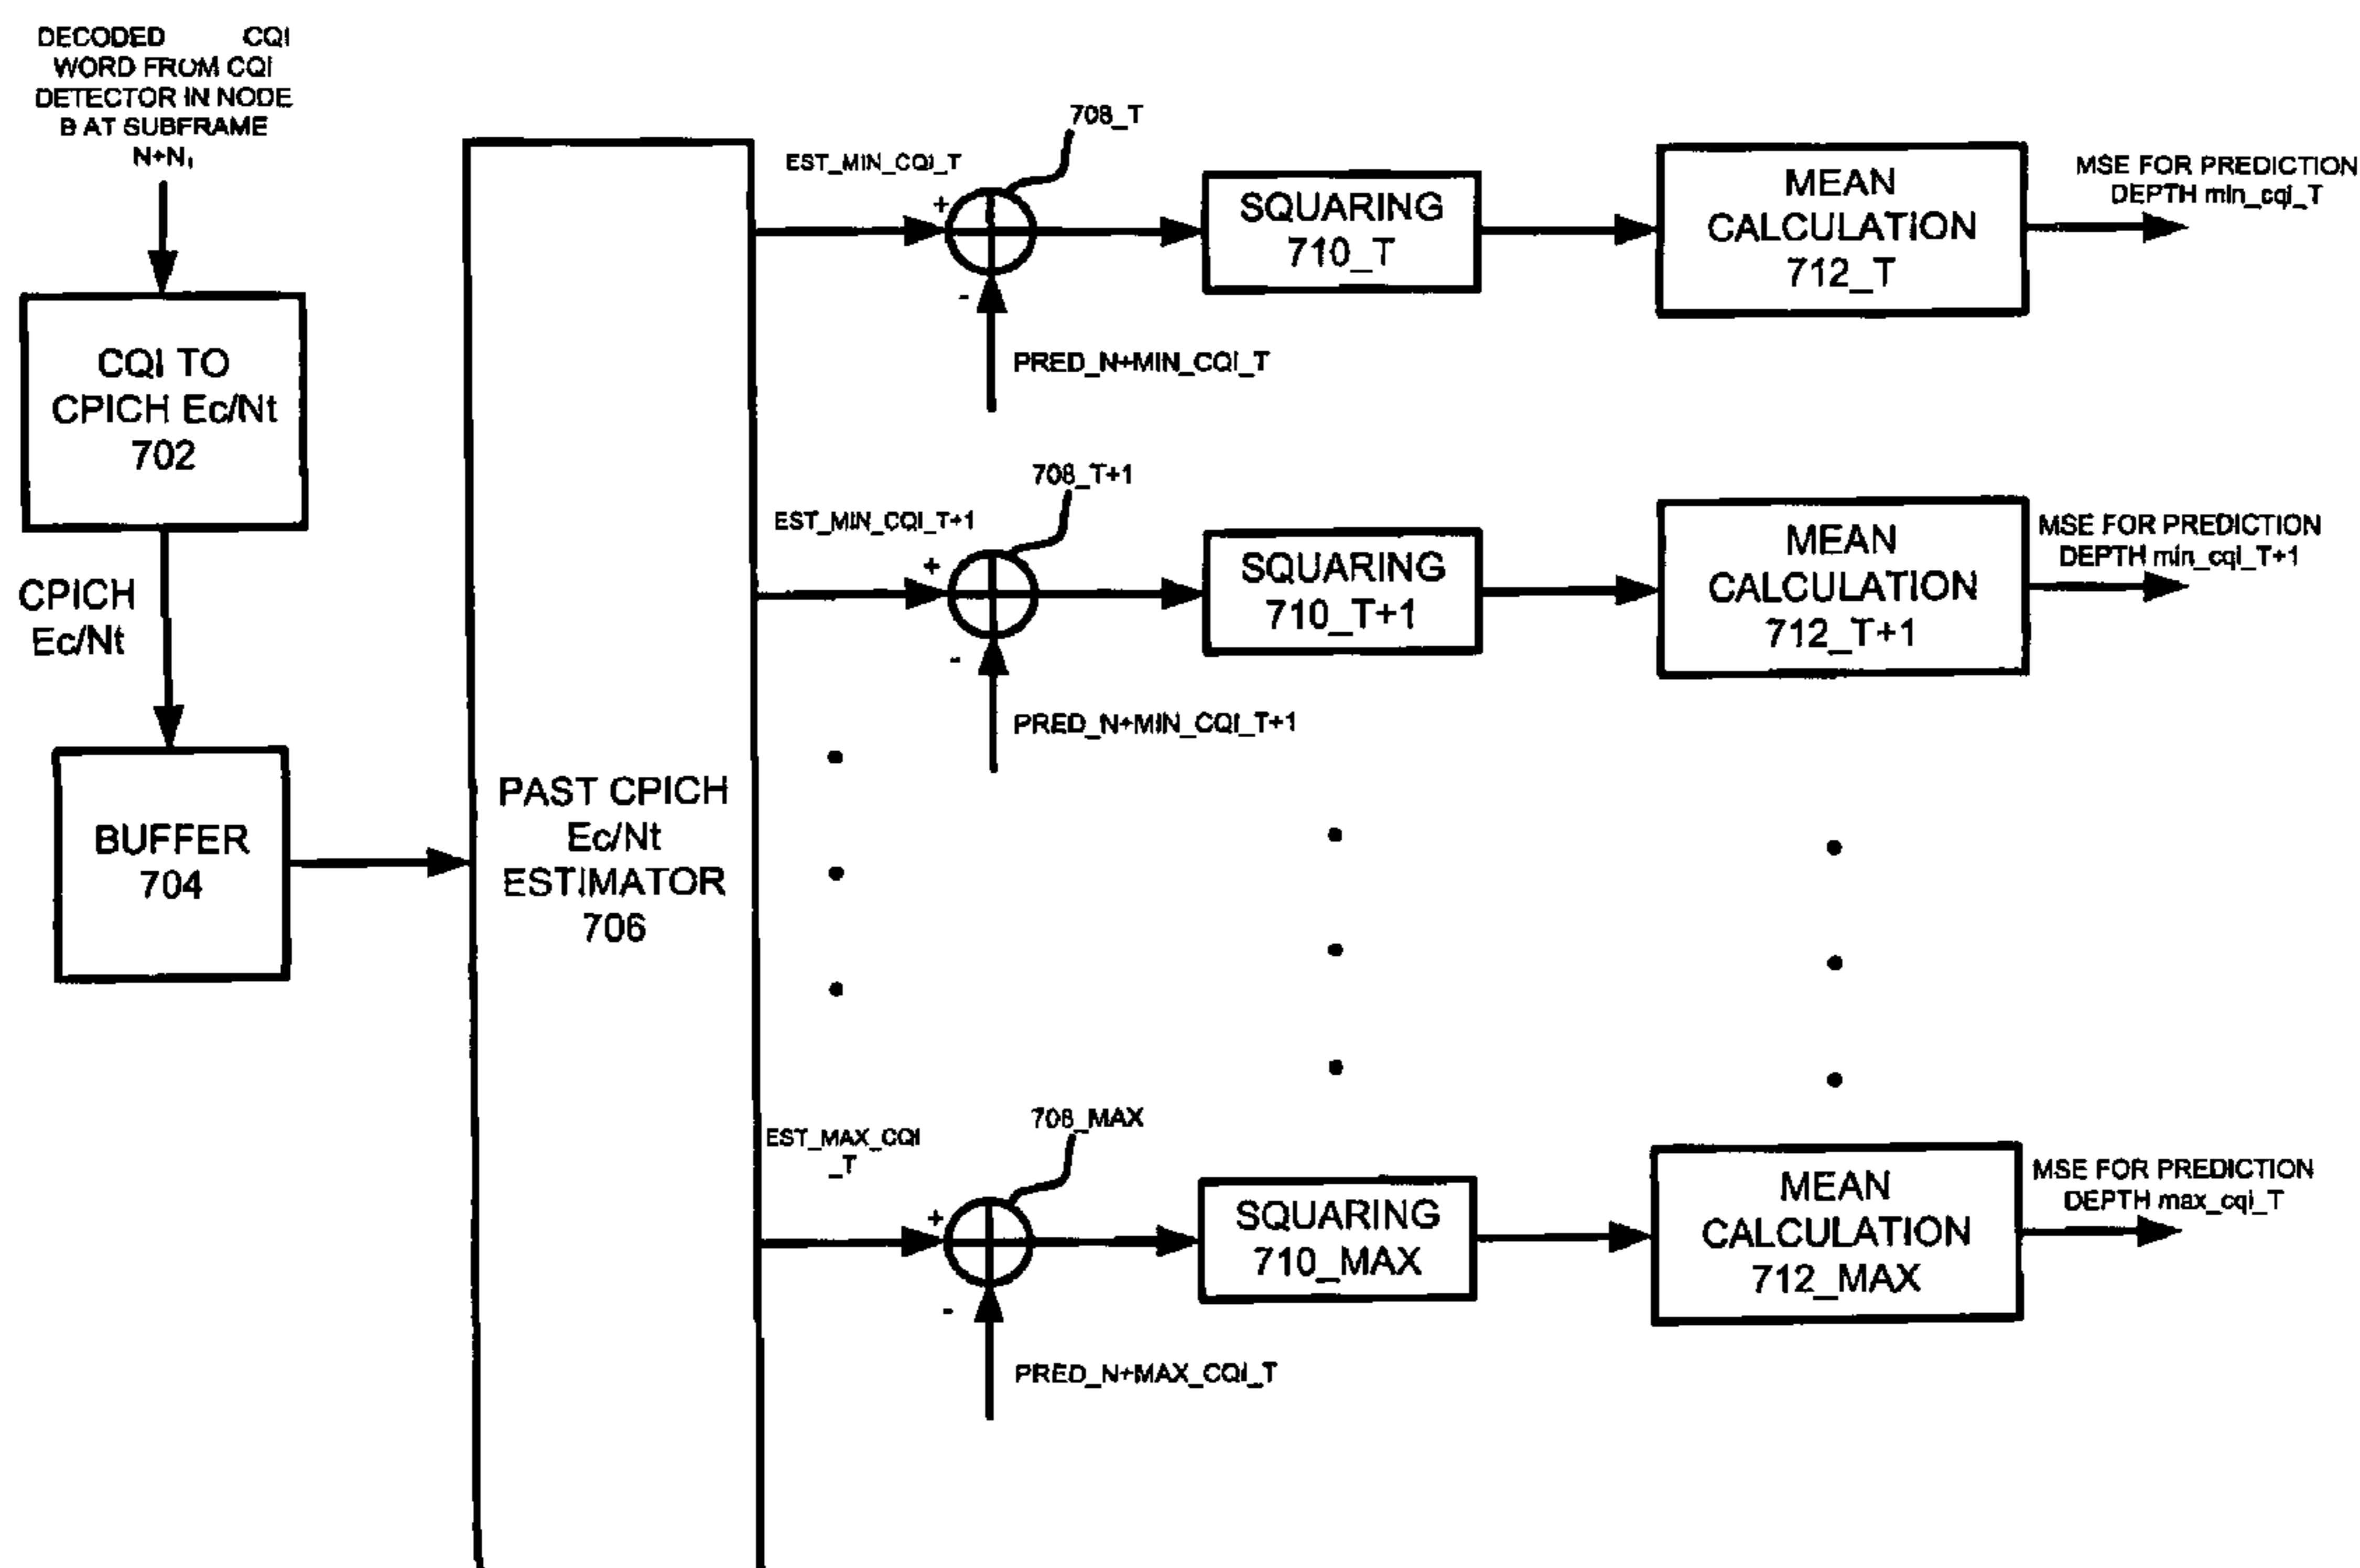 DECODED CQI
WORD FROM CQI
DETECTOR IN NODE
B AT SUBFRAME
N+N₁
CQI TO
CPICH Ec/Nt
702
CPICH
Ec/Nt
BUFFER
704
PAST CPICH
Ec/Nt
ESTIMATOR
706
EST_MIN_CQI_T
708_T
+
-
PRED_N+MIN_CQI_T
SQUARING
710_T
MEAN
CALCULATION
712_T
MSE FOR PREDICTION
DEPTH min_cqi_T
EST_MIN_CQI_T+1
708_T+1
+
-
PRED_N+MIN_CQI_T+1
SQUARING
710_T+1
MEAN
CALCULATION
712_T+1
MSE FOR PREDICTION
DEPTH min_cqi_T+1
EST_MAX_CQI
_T
708_MAX
+
-
PRED_N+MAX_CQI_T
SQUARING
710_MAX
MEAN
CALCULATION
712_MAX
MSE FOR PREDICTION
DEPTH max_cqi_T